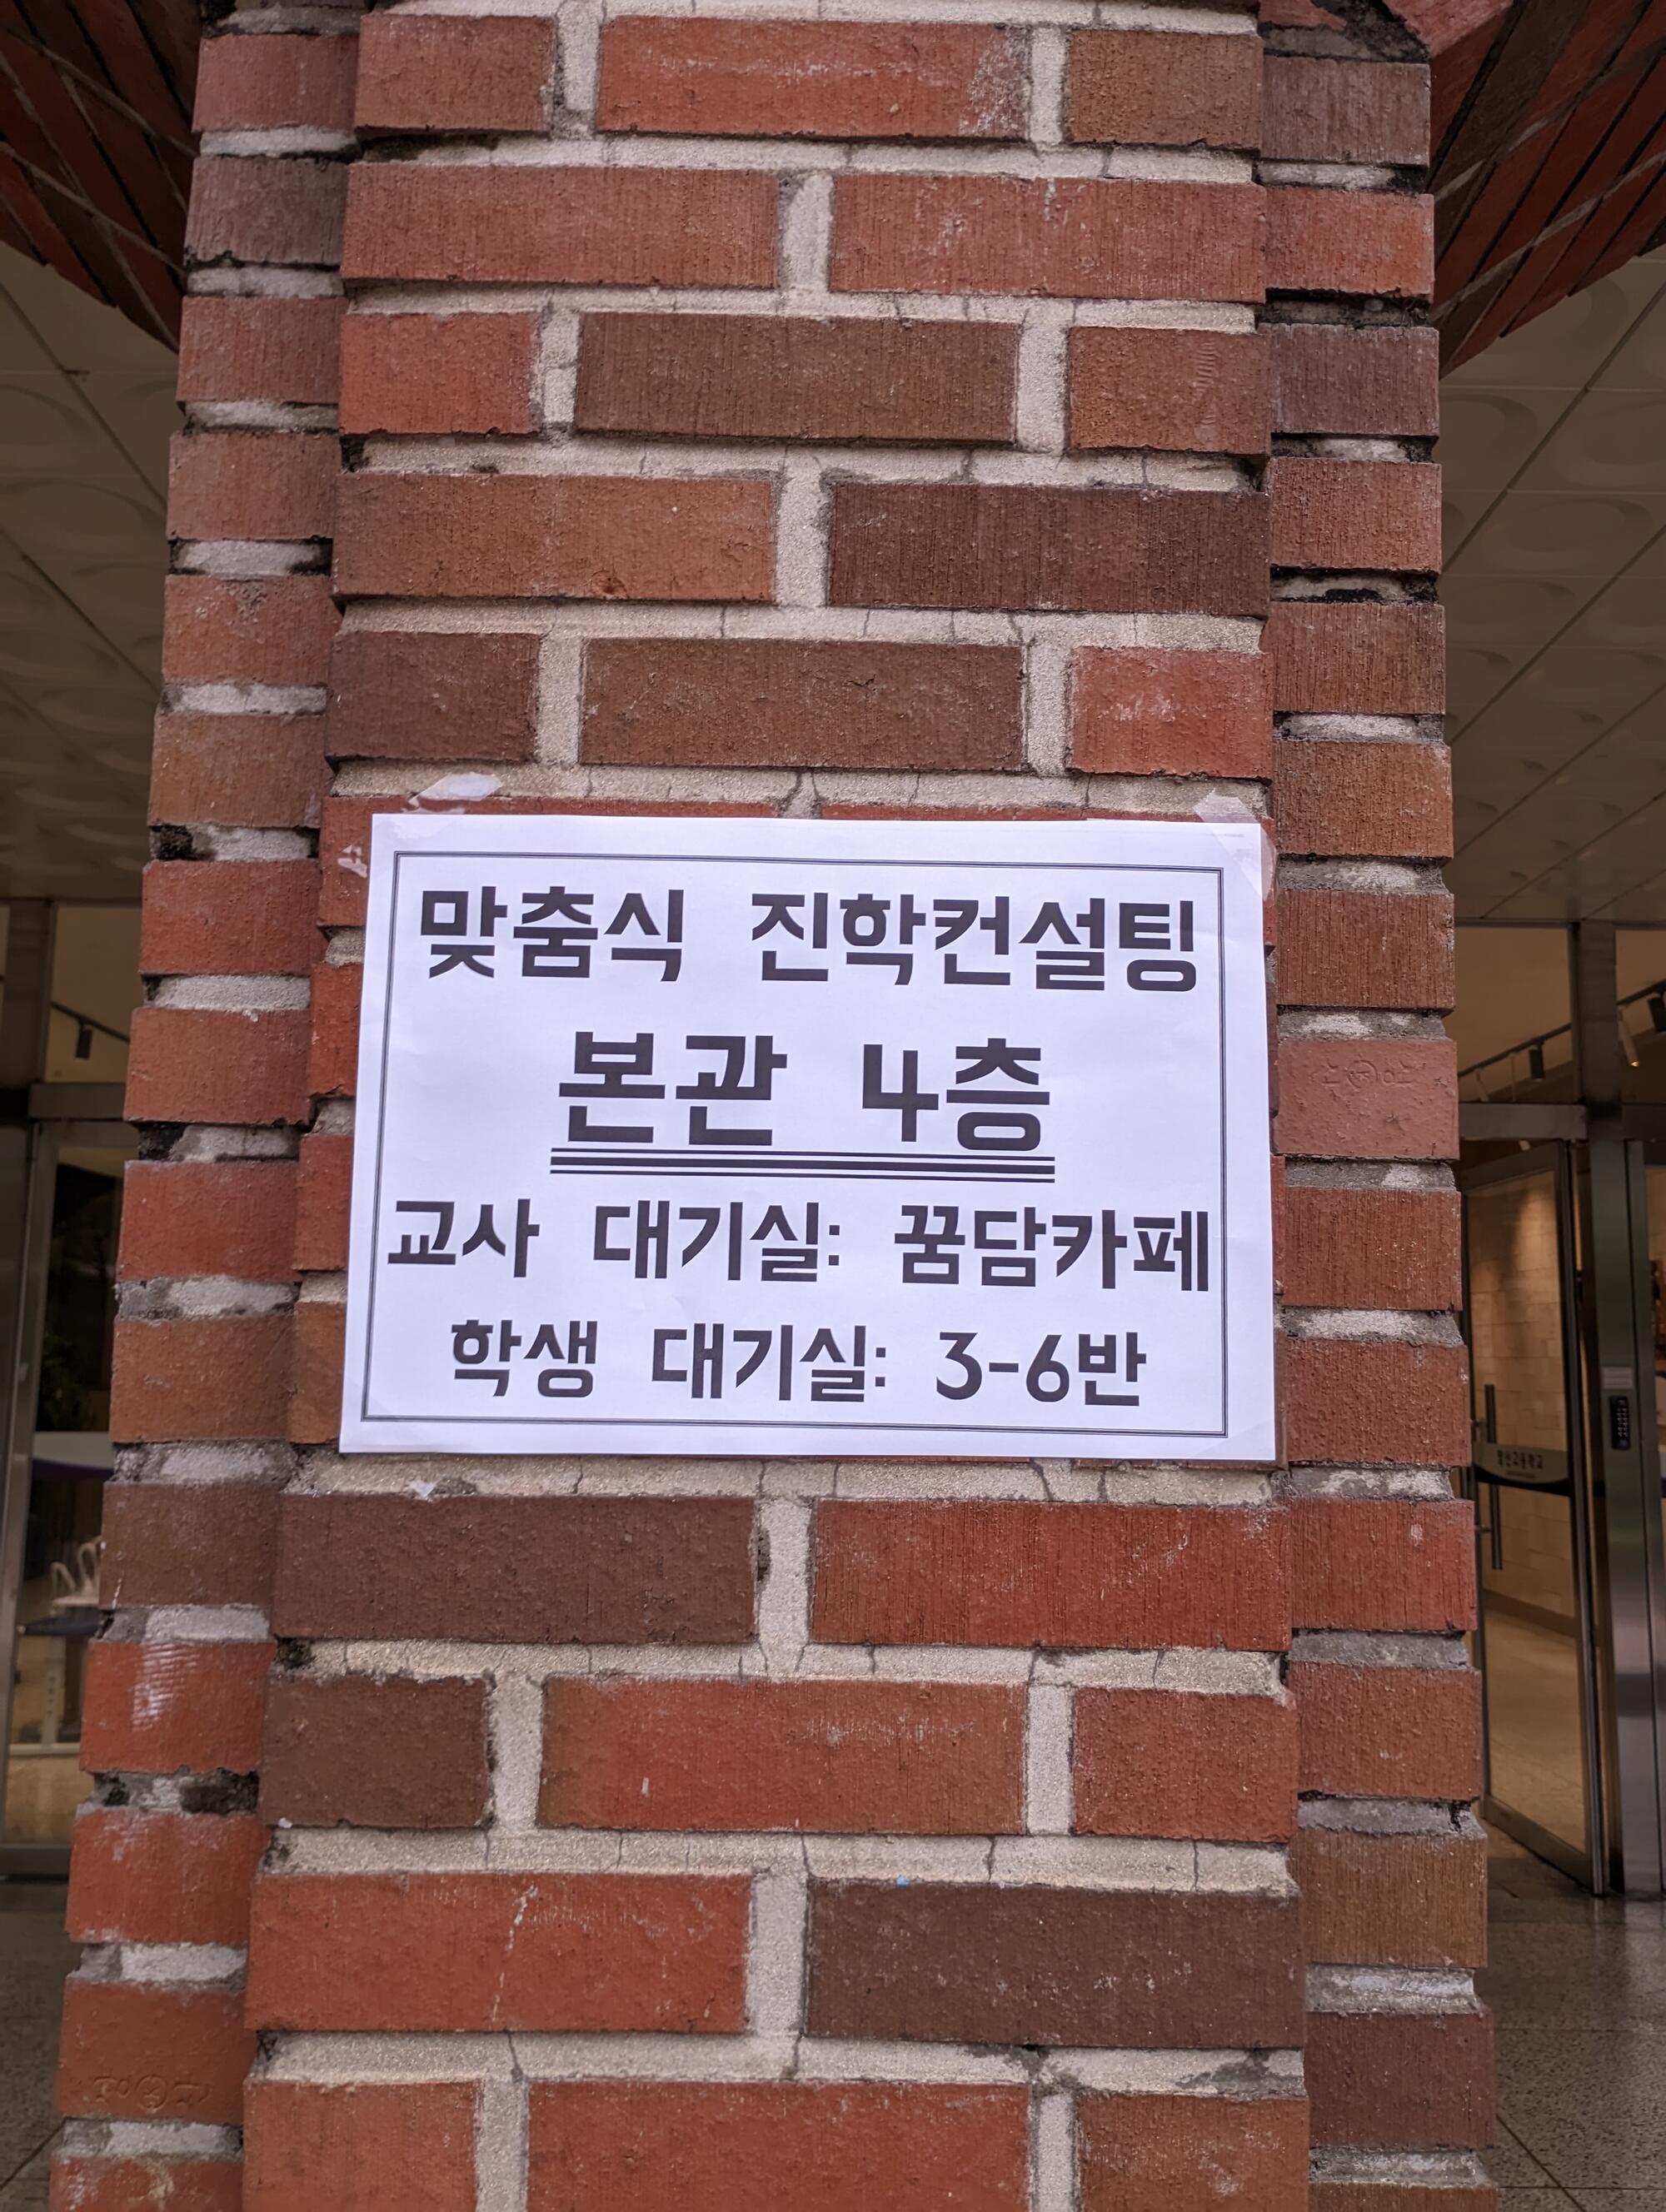 맞춤식 진학컨설팅
본관 4층
교사 대기실: 꿈담카페
학생 대기실: 3-6반